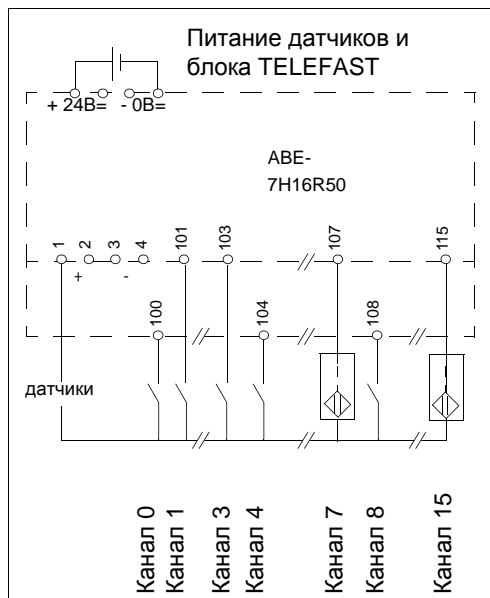 Питание датчиков и
блока TELEFAST
+ 24В= - 0В=
ABE-
7H16R50
1 2 3 4 101 103 107 115
+ -
100 104 108
датчики
Канал 0
Канал 1
Канал 3
Канал 4
Канал 7
Канал 8
Канал 15